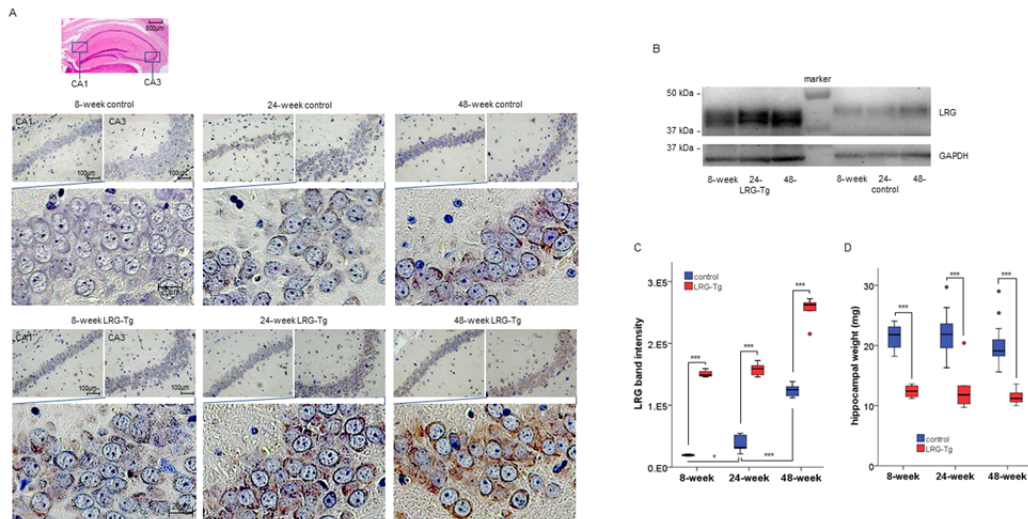 A
500µm
CA1 CA3
8-week control 24-week control 48-week control
CA1 CA3
100µm 100µm
8-week LRG-Tg 24-week LRG-Tg 48-week LRG-Tg
CA1 CA3
100µm 100µm
B
marker
50 kDa -
LRG
37 kDa -
37 kDa -
GAPDH
8-week 24- 48- 8-week 24- 48-
LRG-Tg control
C
control
LRG-Tg
3.E5
2.E5
1.E5
0.E0
LRG band intensity
*** *** ***
* ***
8-week 24-week 48-week
D
*** *** ***
30
20
10
0
hippocampal weight (mg)
control
LRG-Tg
8-week 24-week 48-week